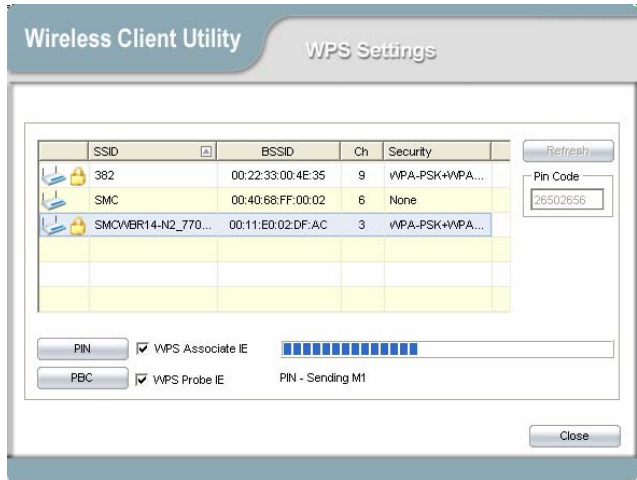 Wireless Client Utility
WPS Settings
SSID BSSID Ch Security
Refresh
382 00:22:33:00:4E:35 9 WPA-PSK+WPA...
Pin Code
SMC 00:40:68:FF:00:02 6 None
26502656
SMCWBR14-N2_770... 00:11:E0:02:DF:AC 3 WPA-PSK+WPA...
PIN WPS Associate IE
PBC WPS Probe IE PIN - Sending M1
Close